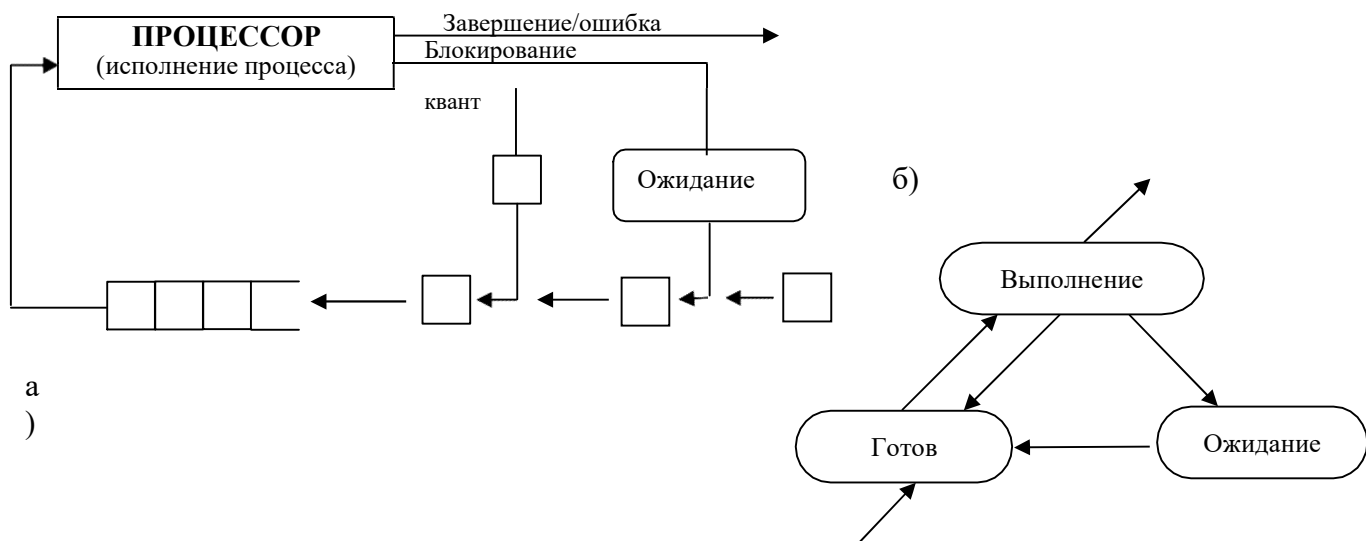 Завершение/ошибка
ПРОЦЕССОР
(исполнение процесса)
Блокирование
квант
Ожидание
б)
Выполнение
а
)
Готов
Ожидание